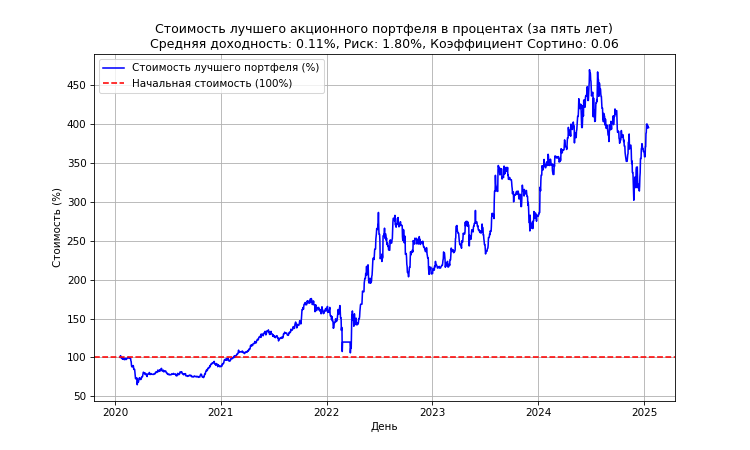 Стоимость лучшего акционного портфеля в процентах (за пять лет)
Средняя доходность: 0.11%, Риск: 1.80%, Коэффициент Сортино: 0.06
Стоимость лучшего портфеля (%)
Начальная стоимость (100%)
Стоимость (%)
450
400
350
300
250
200
150
100
50
2020 2021 2022 2023 2024 2025
День